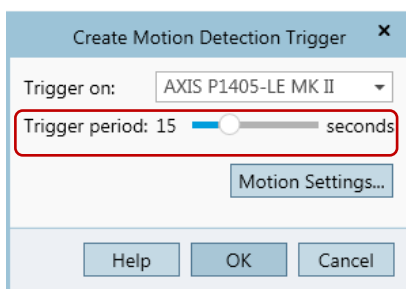 Create Motion Detection Trigger ×
Trigger on: AXIS P1405-LE MK II
Trigger period: 15 seconds
Motion Settings...
Help OK Cancel